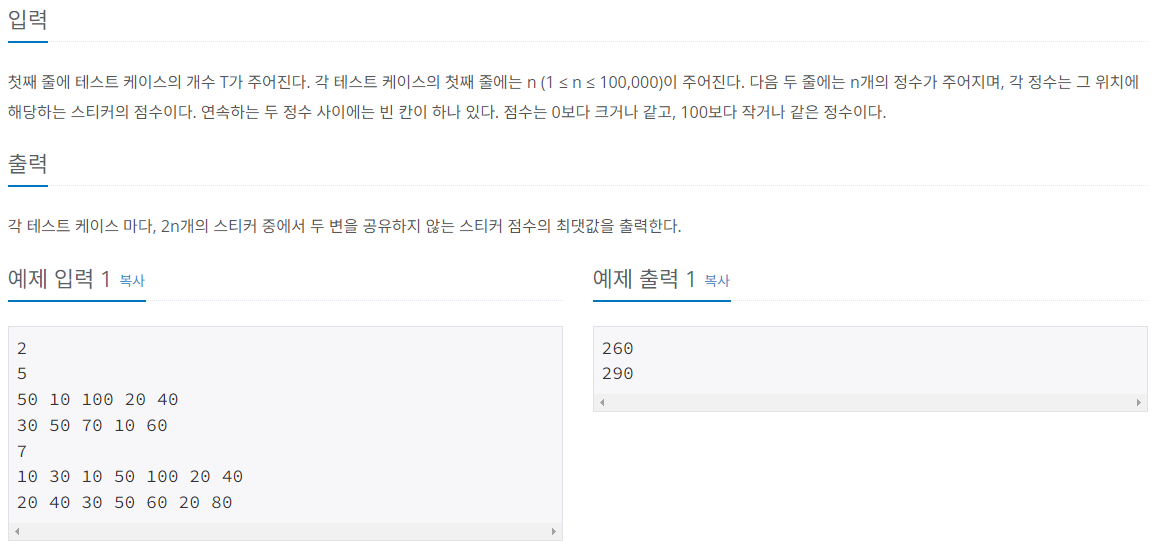 입력
첫째 줄에 테스트 케이스의 개수 T가 주어진다. 각 테스트 케이스의 첫째 줄에는 n (1 ≤ n ≤ 100,000)이 주어진다. 다음 두 줄에는 n개의 정수가 주어지며, 각 정수는 그 위치에
해당하는 스티커의 점수이다. 연속하는 두 정수 사이에는 빈 칸이 하나 있다. 점수는 0보다 크거나 같고, 100보다 작거나 같은 정수이다.
출력
각 테스트 케이스 마다, 2n개의 스티커 중에서 두 변을 공유하지 않는 스티커 점수의 최댓값을 출력한다.
예제 입력 1 복사
2
5
50 10 100 20 40
30 50 70 10 60
7
10 30 10 50 100 20 40
20 40 30 50 60 20 80
예제 출력 1 복사
260
290